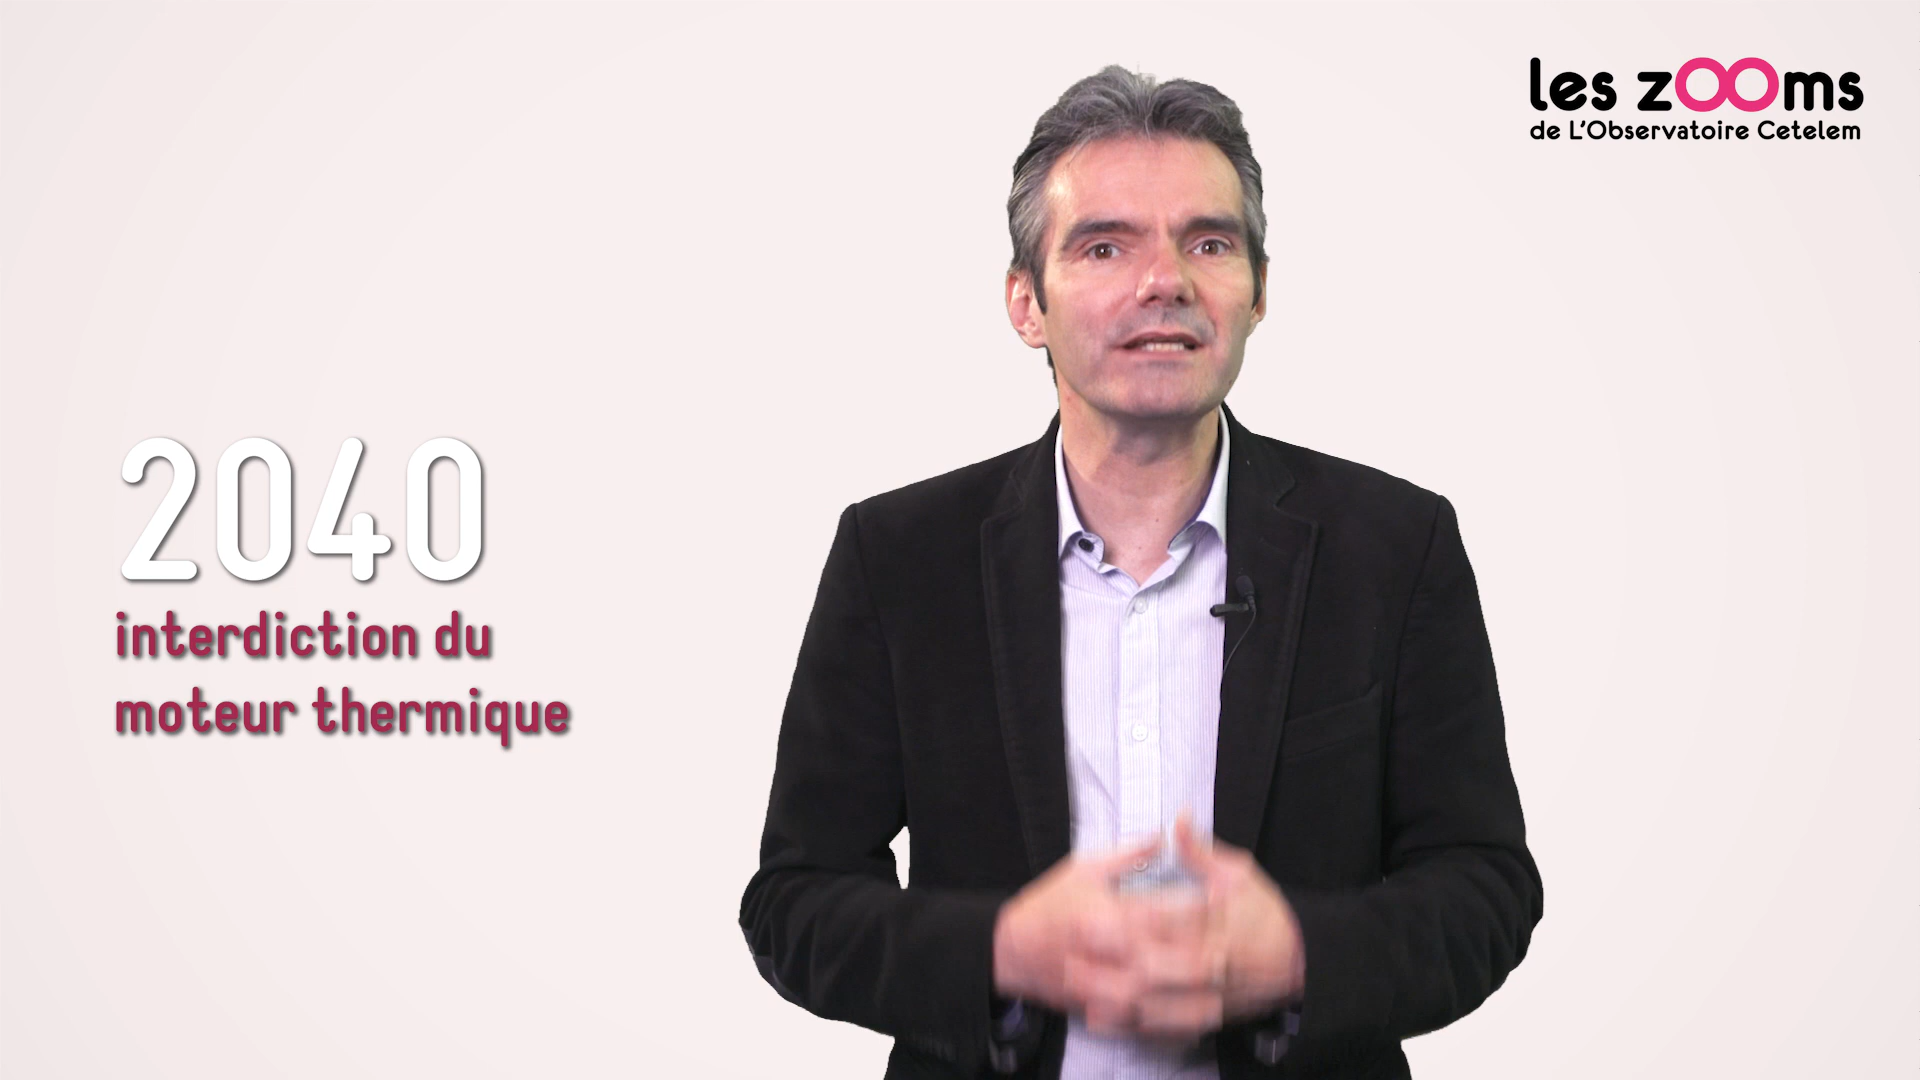 les zooms
de L'Observatoire Cetelem
2040
interdiction du
moteur thermique